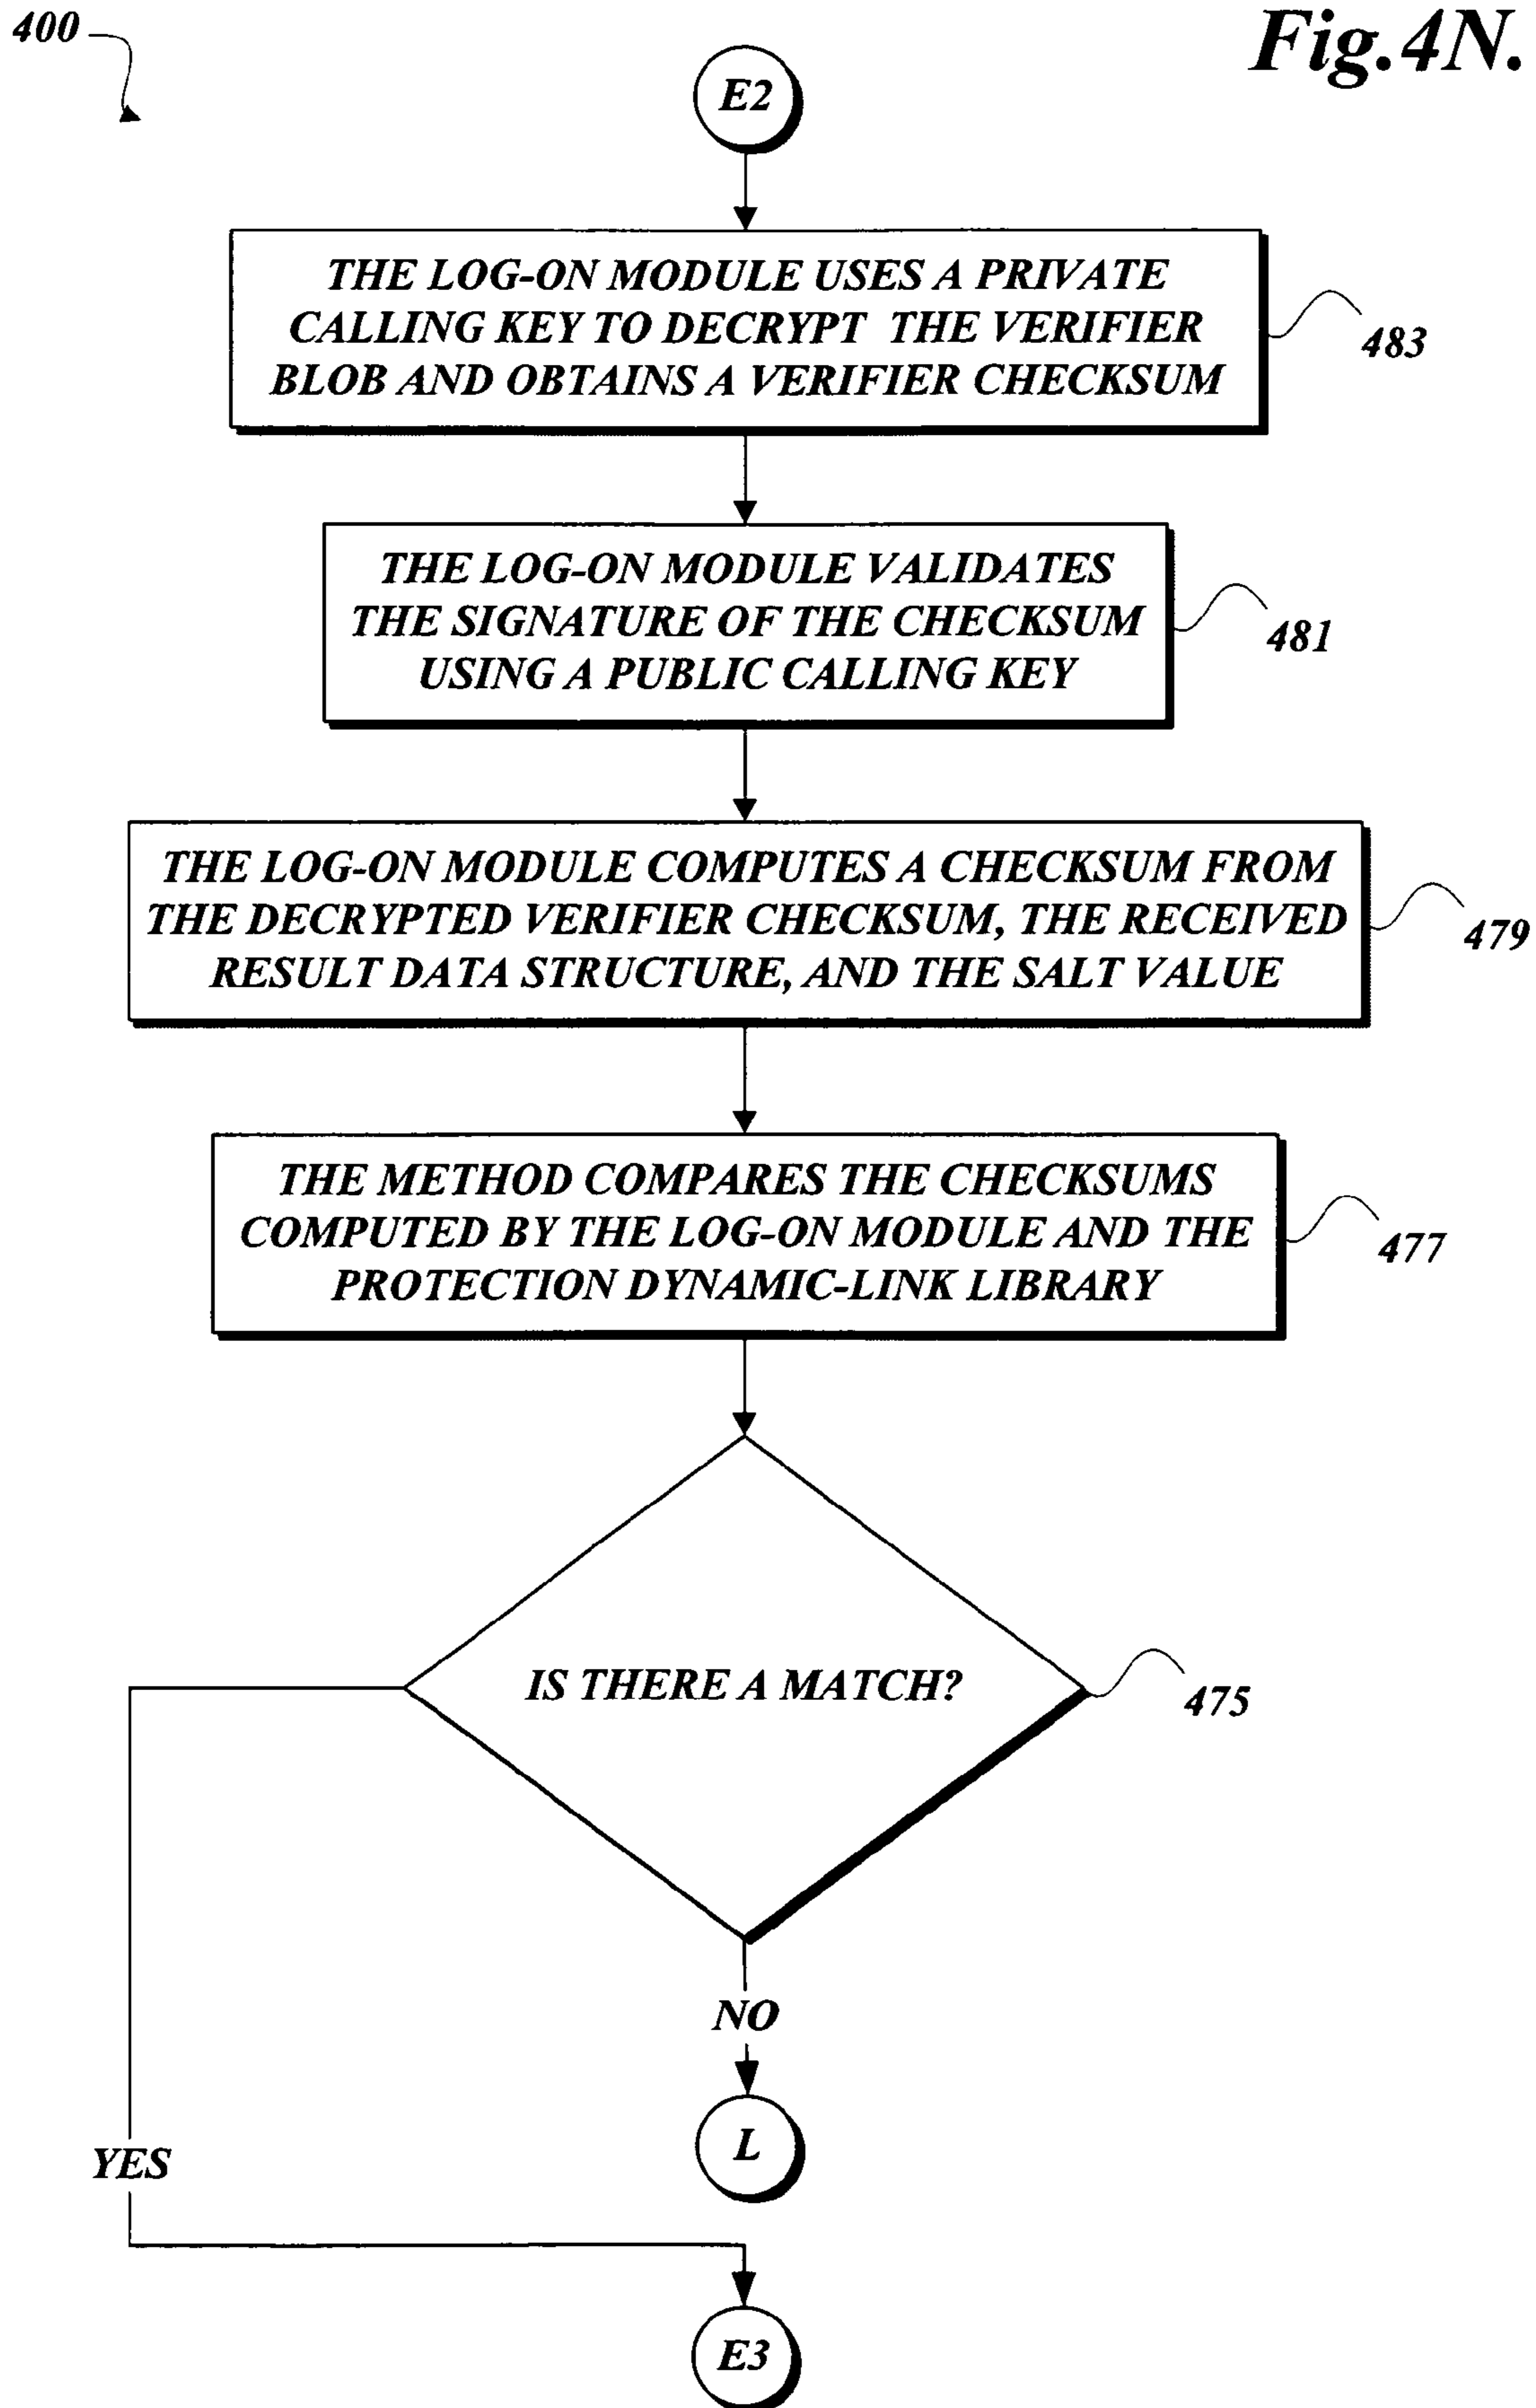 400
Fig.4N.
E2
THE LOG-ON MODULE USES A PRIVATE
CALLING KEY TO DECRYPT THE VERIFIER
BLOB AND OBTAINS A VERIFIER CHECKSUM
483
THE LOG-ON MODULE VALIDATES
THE SIGNATURE OF THE CHECKSUM
USING A PUBLIC CALLING KEY
481
THE LOG-ON MODULE COMPUTES A CHECKSUM FROM
THE DECRYPTED VERIFIER CHECKSUM, THE RECEIVED
RESULT DATA STRUCTURE, AND THE SALT VALUE
479
THE METHOD COMPARES THE CHECKSUMS
COMPUTED BY THE LOG-ON MODULE AND THE
PROTECTION DYNAMIC-LINK LIBRARY
477
IS THERE A MATCH?
475
NO
L
YES
E3